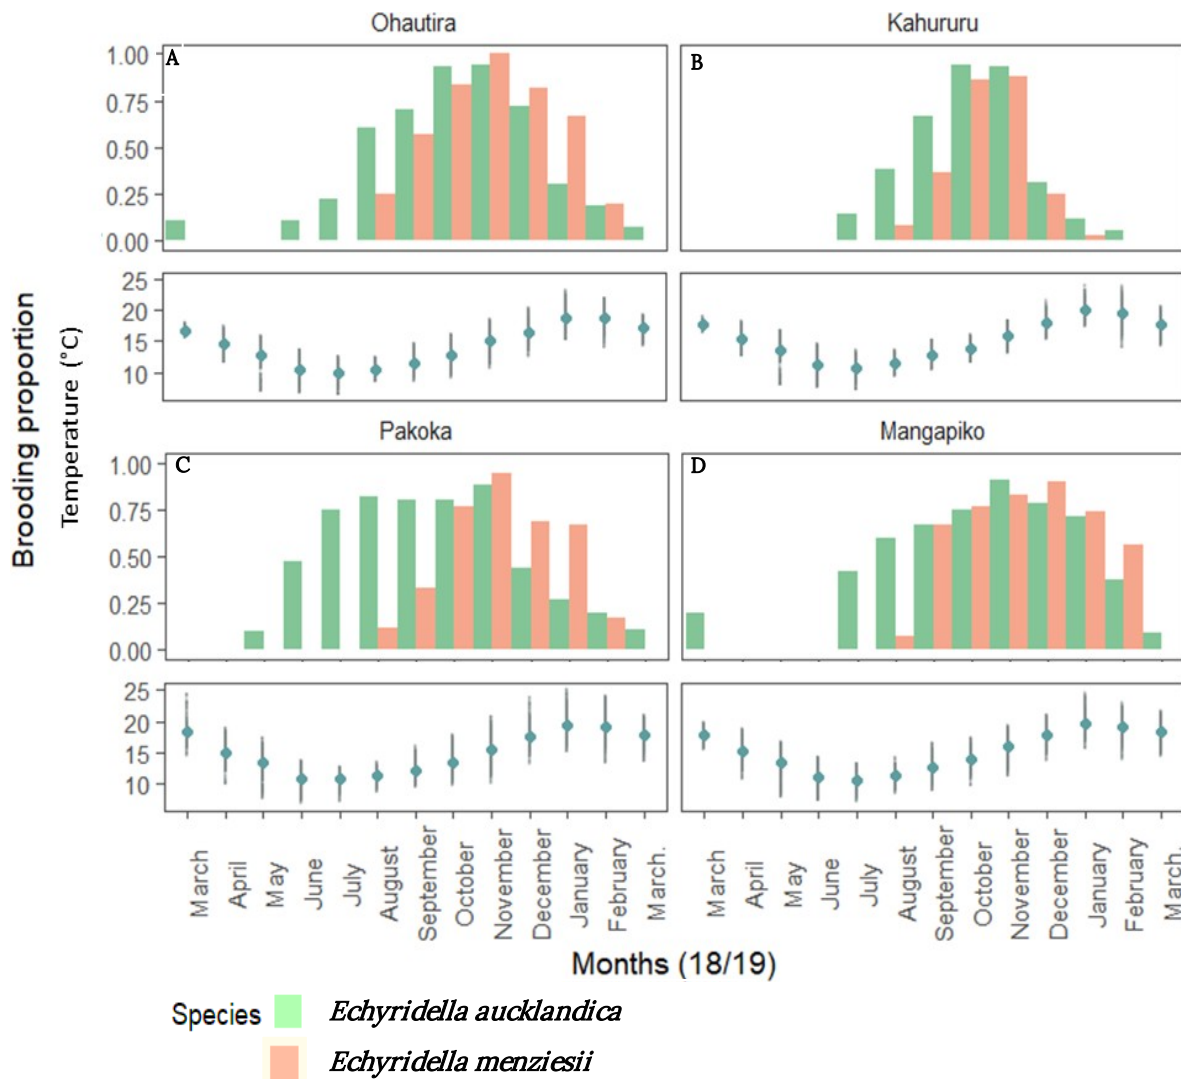 Ohautira
Kahururu
A
B
1.00
0.75
0.50
0.25
0.00
25
20
15
10
Brooding proportion
Temperature (°C)
Pakoka
Mangapiko
C
D
1.00
0.75
0.50
0.25
0.00
25
20
15
10
March
April
May
June
July
August
September
October
November
December
January
February
March.
March
April
May
June
July
August
September
October
November
December
January
February
March.
Months (18/19)
Species
Echyridella aucklandica
Echyridella menziesii